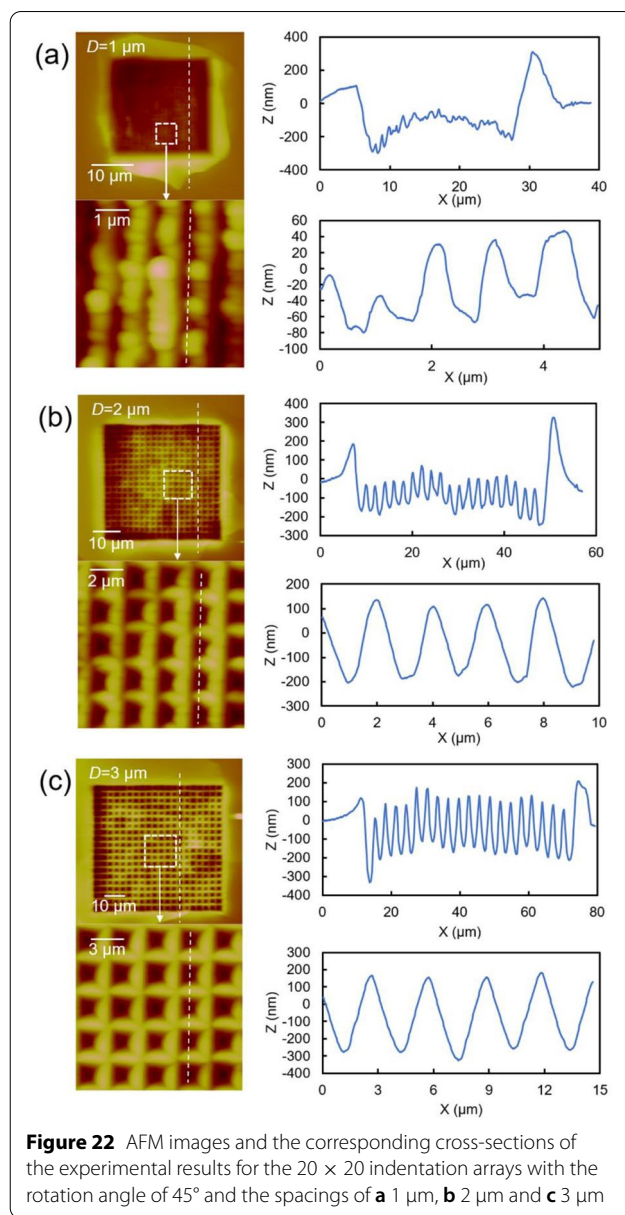 (a)
D=1 µm
10 µm
1 µm
Z (nm)
400
200
0
-200
-400
0 10 20 30 40
X (µm)
Z (nm)
60
40
20
0
-20
-40
-60
-80
-100
0 2 4
X (µm)
(b)
D=2 µm
10 µm
2 µm
Z (nm)
400
300
200
100
0
-100
-200
-300
0 20 40 60
X (µm)
Z (nm)
200
100
0
-100
-200
-300
0 2 4 6 8 10
X (µm)
(c)
D=3 µm
10 µm
3 µm
Z (nm)
300
200
100
0
-100
-200
-300
-400
0 20 40 60 80
X (µm)
Z (nm)
300
200
100
0
-100
-200
-300
-400
0 3 6 9 12 15
X (µm)
Figure 22 AFM images and the corresponding cross-sections of
the experimental results for the 20 × 20 indentation arrays with the
rotation angle of 45° and the spacings of a 1 µm, b 2 µm and c 3 µm